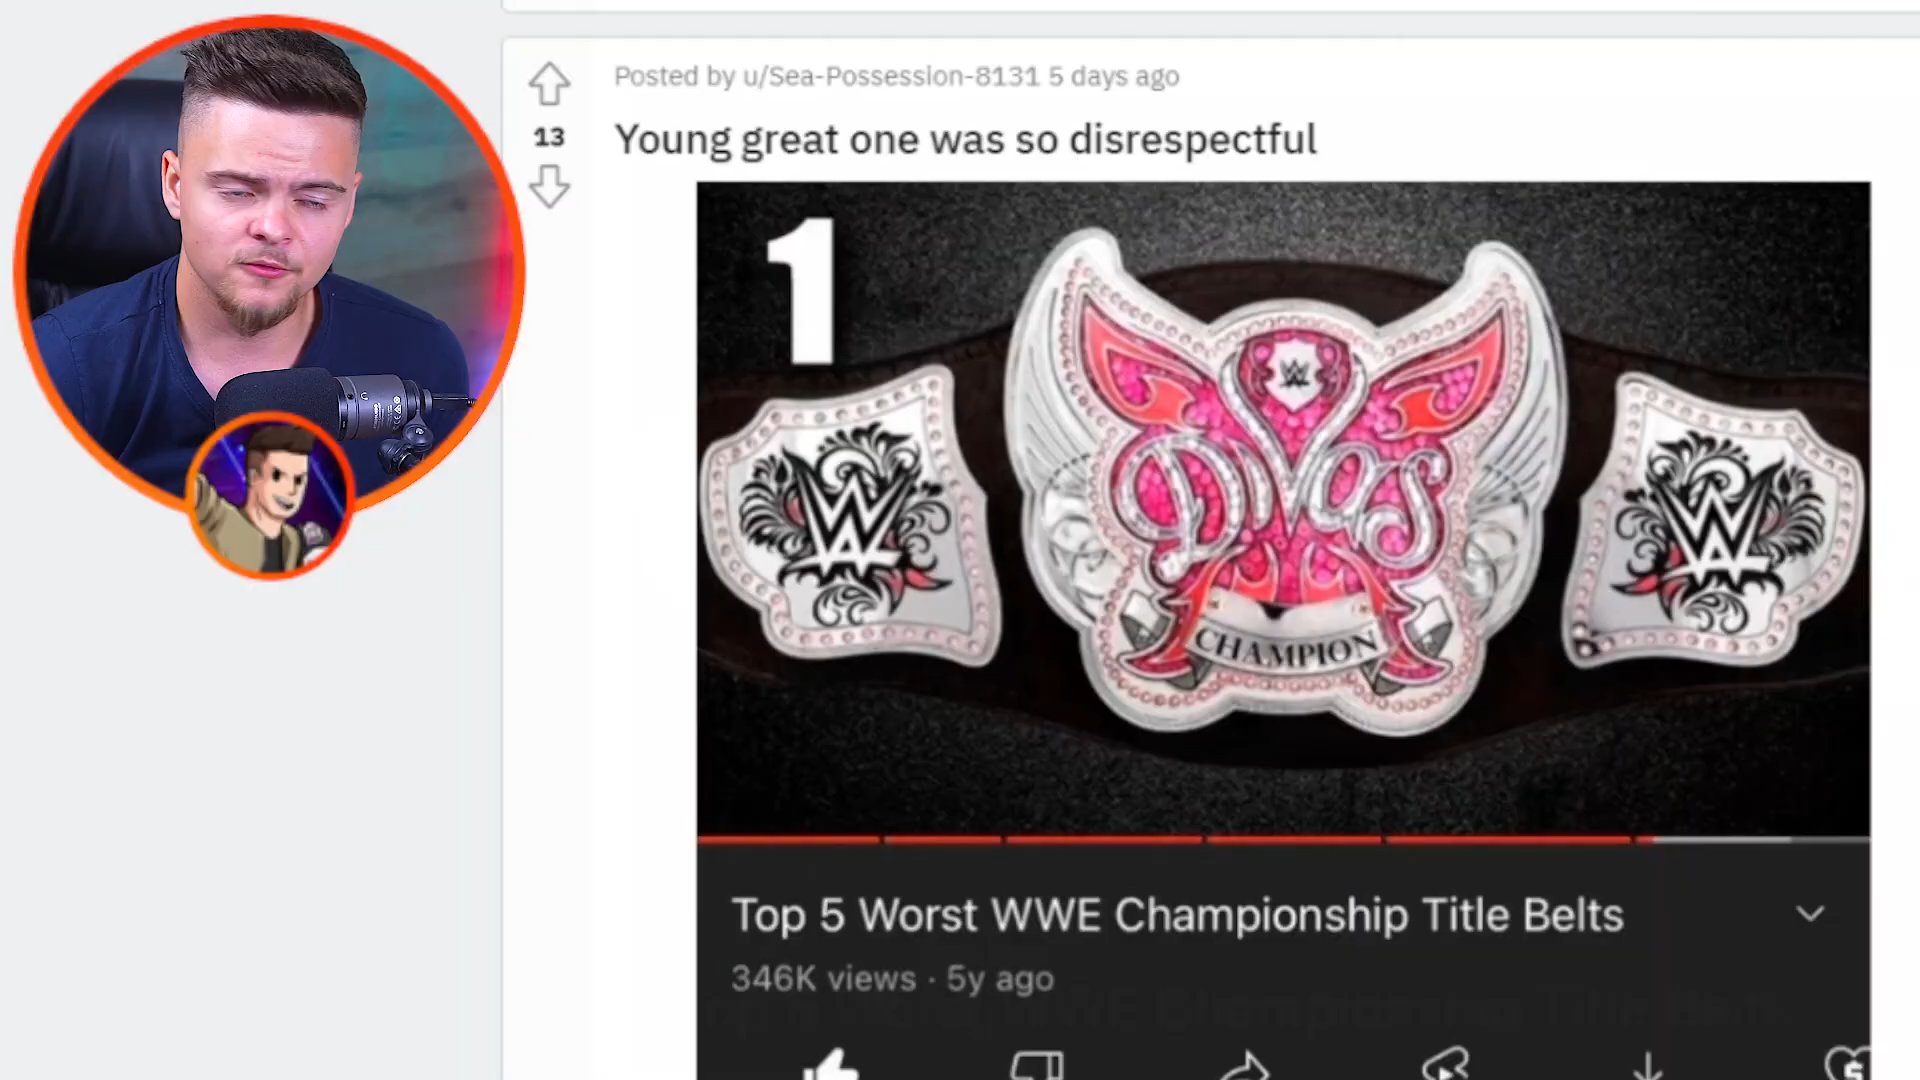 Posted by u/Sea-Possession-8131 5 days ago
13
Young great one was so disrespectful
1
W
Divas
CHAMPION
W
W
Top 5 Worst WWE Championship Title Belts
346K views · 5y ago